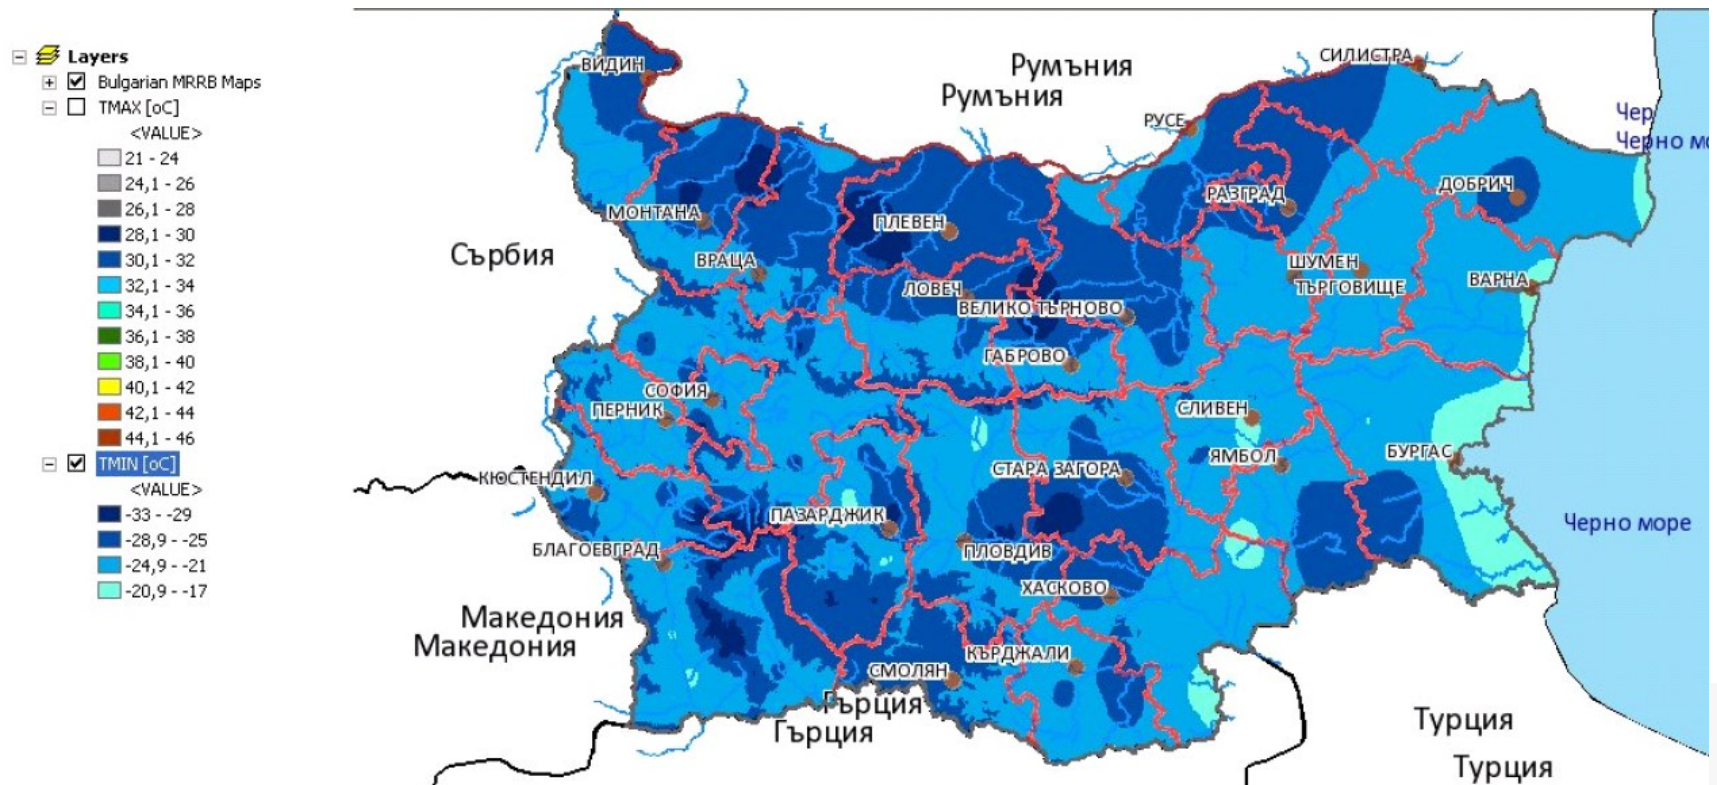 Layers
Bulgarian MRRB Maps
TMAX [oC]
<VALUE>
21 - 24
24,1 - 26
26,1 - 28
28,1 - 30
30,1 - 32
32,1 - 34
34,1 - 36
36,1 - 38
38,1 - 40
40,1 - 42
42,1 - 44
44,1 - 46
TMIN [oC]
<VALUE>
-33 - -29
-28,9 - -25
-24,9 - -21
-20,9 - -17
СИЛИСТРА
ВИДИН
Румъния
Румъния
Чер
Черно мо
РУСЕ
РАЗГРАД
ДОБРИЧ
МОНТАНА
ПЛЕВЕН
Сърбия
ВРАЦА
ШУМЕН
ВАРНА
ЛОВЕЧ
ТЪРГОВИЩЕ
ВЕЛИКО ТЪРНОВО
ГАБРОВО
СОФИЯ
ПЕРНИК
СЛИВЕН
БУРГАС
ЯМБОЛ
СТАРА ЗАГОРА
КЮСТЕНДИЛ
ПАЗАРДЖИК
Черно море
БЛАГОЕВГРАД
ПЛОВДИВ
ХАСКОВО
Македония
Македония
КЪРДЖАЛИ
СМОЛЯН
Гърция
Гърция
Турция
Турция